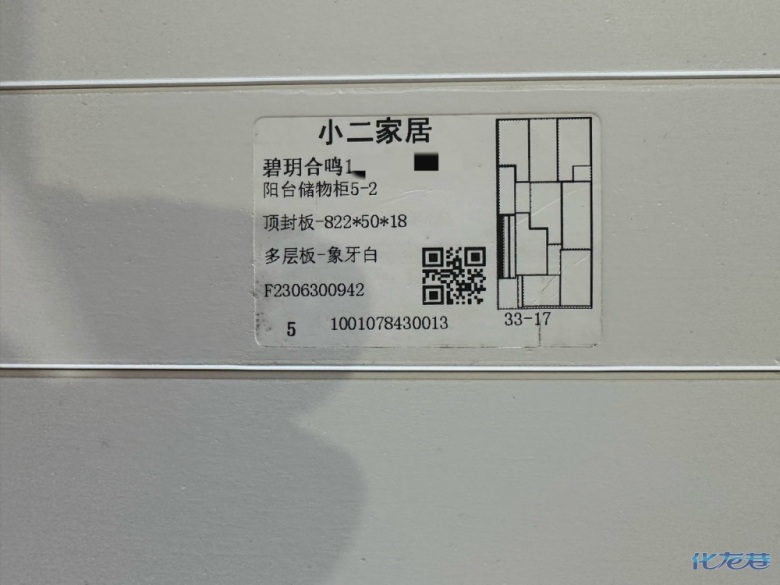 小二家居
碧玥合鸣1
阳台储物柜5-2
顶封板-822*50*18
多层板-象牙白
F2306300942
5 1001078430013 33-17
化龙巷